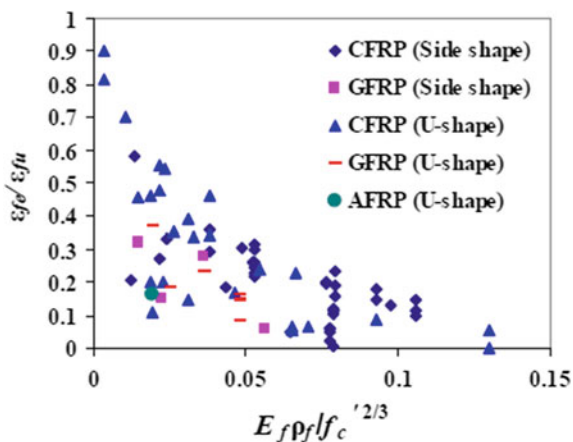 1
0.9
0.8
0.7
0.6
0.5
0.4
0.3
0.2
0.1
0
εfe/ εfu
CFRP (Side shape)
GFRP (Side shape)
CFRP (U-shape)
GFRP (U-shape)
AFRP (U-shape)
0 0.05 0.1 0.15
E f ρ f / f c ′ 2/3